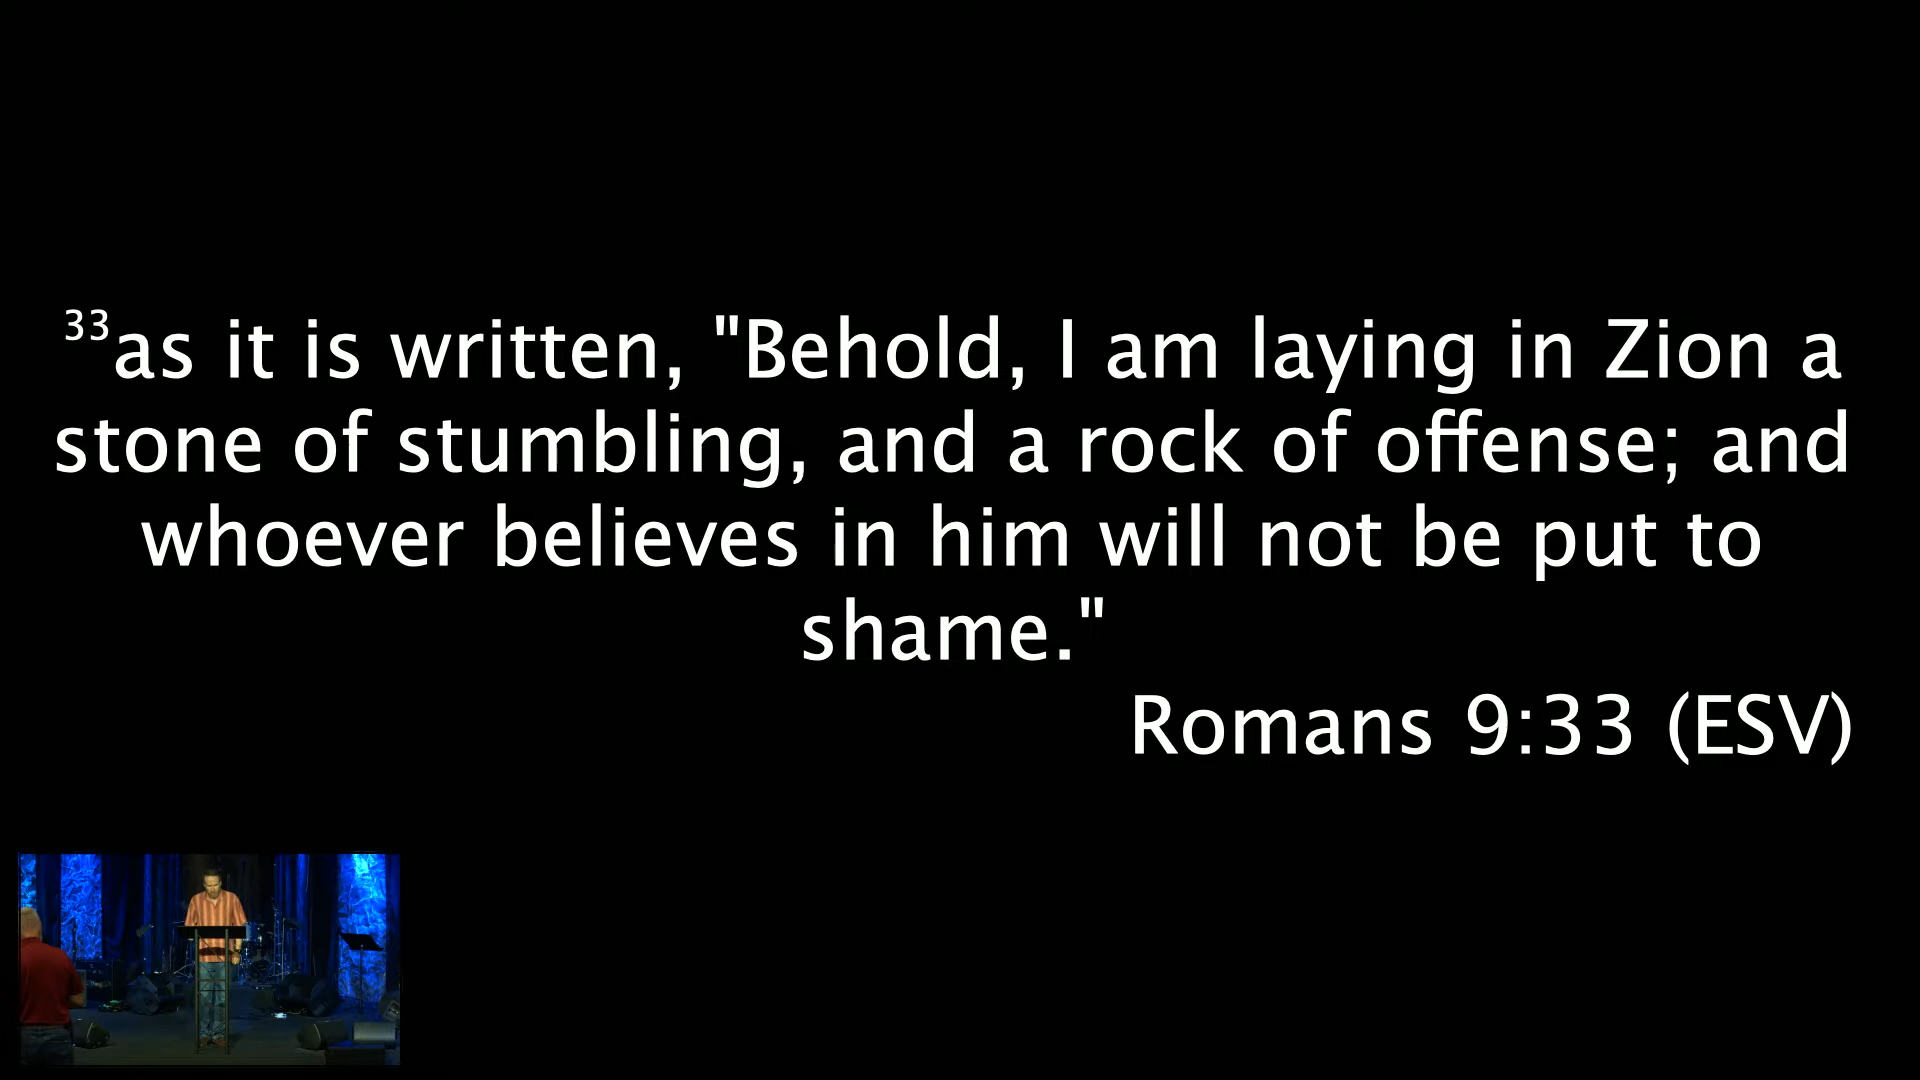 33as it is written, "Behold, I am laying in Zion a
stone of stumbling, and a rock of offense; and
whoever believes in him will not be put to
shame."
Romans 9:33 (ESV)